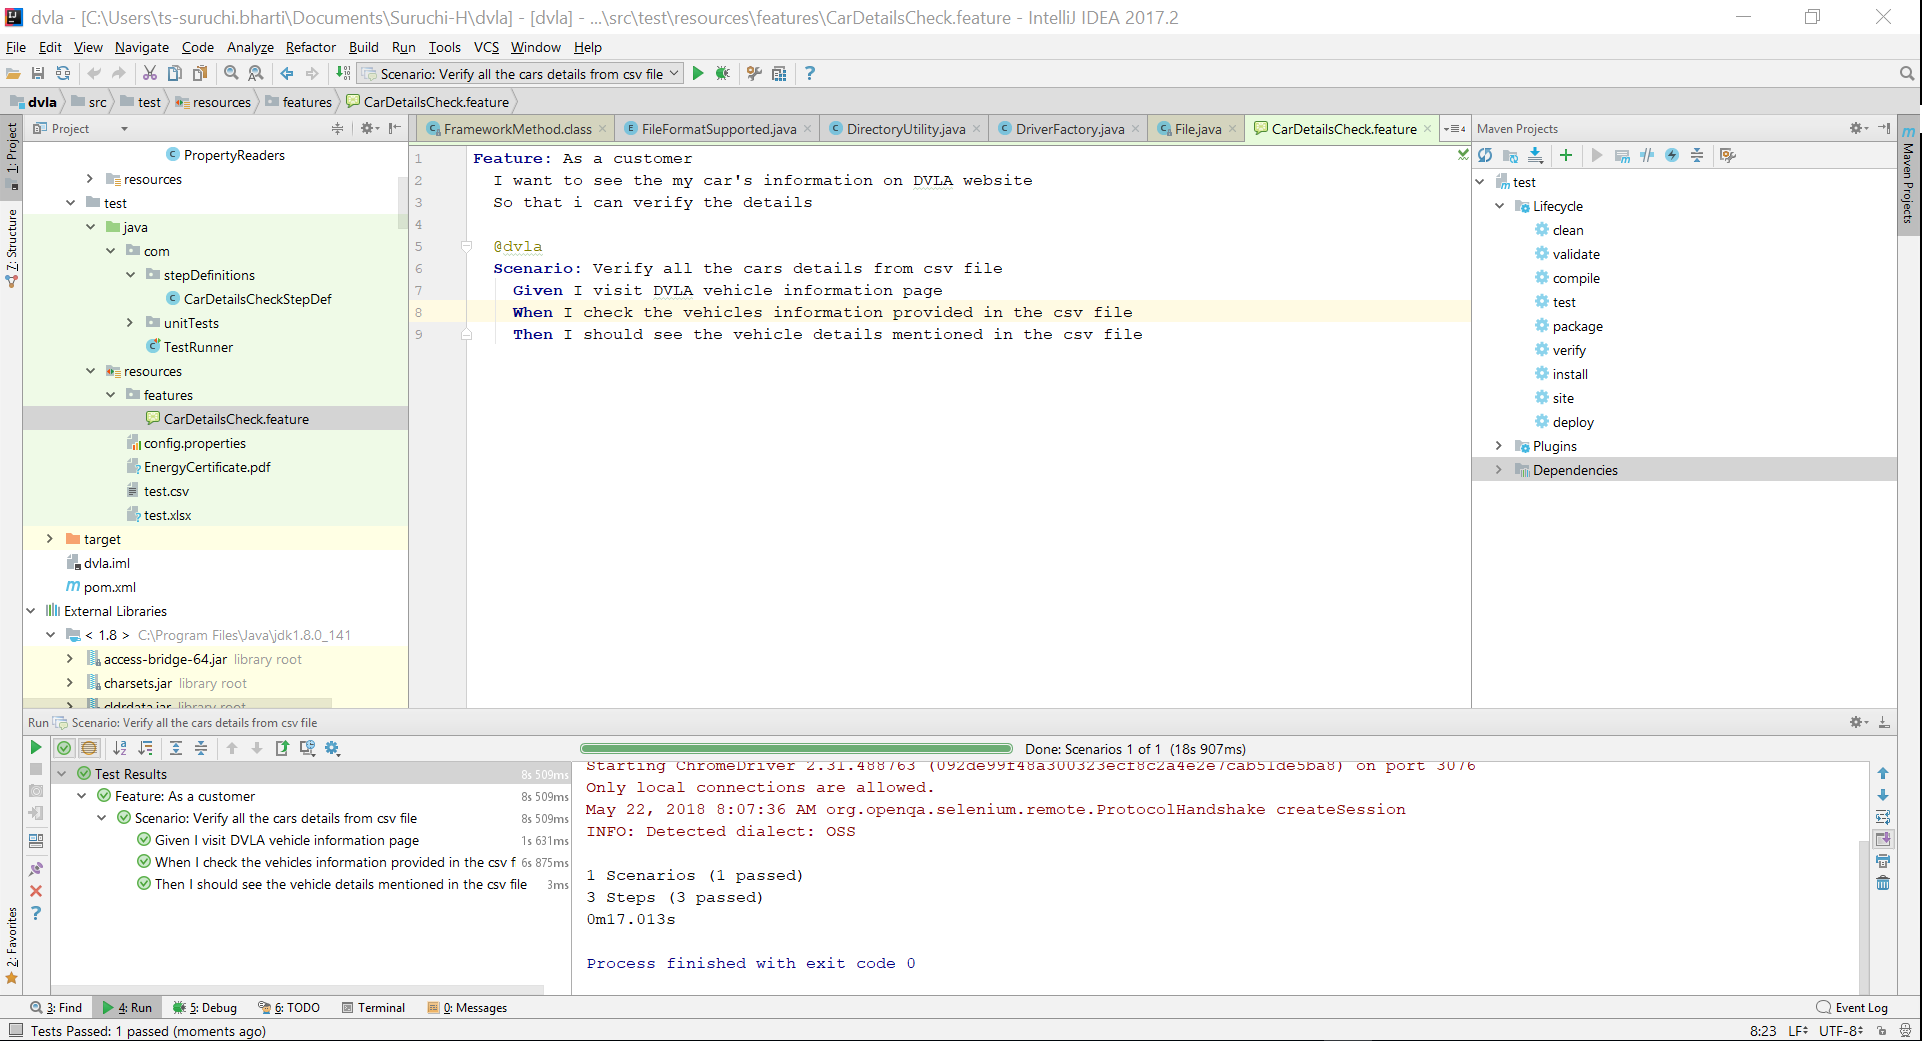 dvla - [C:\Users\ts-suruchi.bharti\Documents\Suruchi-H\dvla] - [dvla] - ...\src\test\resources\features\CarDetailsCheck.feature - IntelliJ IDEA 2017.2
File Edit View Navigate Code Analyze Refactor Build Run Tools VCS Window Help
Scenario: Verify all the cars details from csv file
dvla src test resources features CarDetailsCheck.feature
1: Project
7: Structure
2: Favorites
Project
PropertyReaders
resources
test
java
com
stepDefinitions
CarDetailsCheckStepDef
unitTests
TestRunner
resources
features
CarDetailsCheck.feature
config.properties
EnergyCertificate.pdf
test.csv
test.xlsx
target
dvla.iml
pom.xml
External Libraries
< 1.8 > C:\Program Files\Java\jdk1.8.0_141
access-bridge-64.jar library root
charsets.jar library root
cldrdata.jar library root
FrameworkMethod.class FileFormatSupported.java DirectoryUtility.java DriverFactory.java File.java CarDetailsCheck.feature 4
1 Feature: As a customer
2 I want to see the my car's information on DVLA website
3 So that i can verify the details
4
5 @dvla
6 Scenario: Verify all the cars details from csv file
7 Given I visit DVLA vehicle information page
8 When I check the vehicles information provided in the csv file
9 Then I should see the vehicle details mentioned in the csv file
Maven Projects
test
Lifecycle
clean
validate
compile
test
package
verify
install
site
deploy
Plugins
Dependencies
Maven Projects
Run Scenario: Verify all the cars details from csv file
Done: Scenarios 1 of 1 (18s 907ms)
Test Results 8s 509ms
Feature: As a customer 8s 509ms
Scenario: Verify all the cars details from csv file 8s 509ms
Given I visit DVLA vehicle information page 1s 631ms
When I check the vehicles information provided in the csv f 6s 875ms
Then I should see the vehicle details mentioned in the csv file 3ms
Starting ChromeDriver 2.31.488763 (092de99f48a300323ecf8c2a4e2e7cab51de5ba8) on port 3076
Only local connections are allowed.
May 22, 2018 8:07:36 AM org.openqa.selenium.remote.ProtocolHandshake createSession
INFO: Detected dialect: OSS
1 Scenarios (1 passed)
3 Steps (3 passed)
0m17.013s
Process finished with exit code 0
3: Find 4: Run 5: Debug 6: TODO Terminal 0: Messages Event Log
Tests Passed: 1 passed (moments ago) 8:23 LF UTF-8